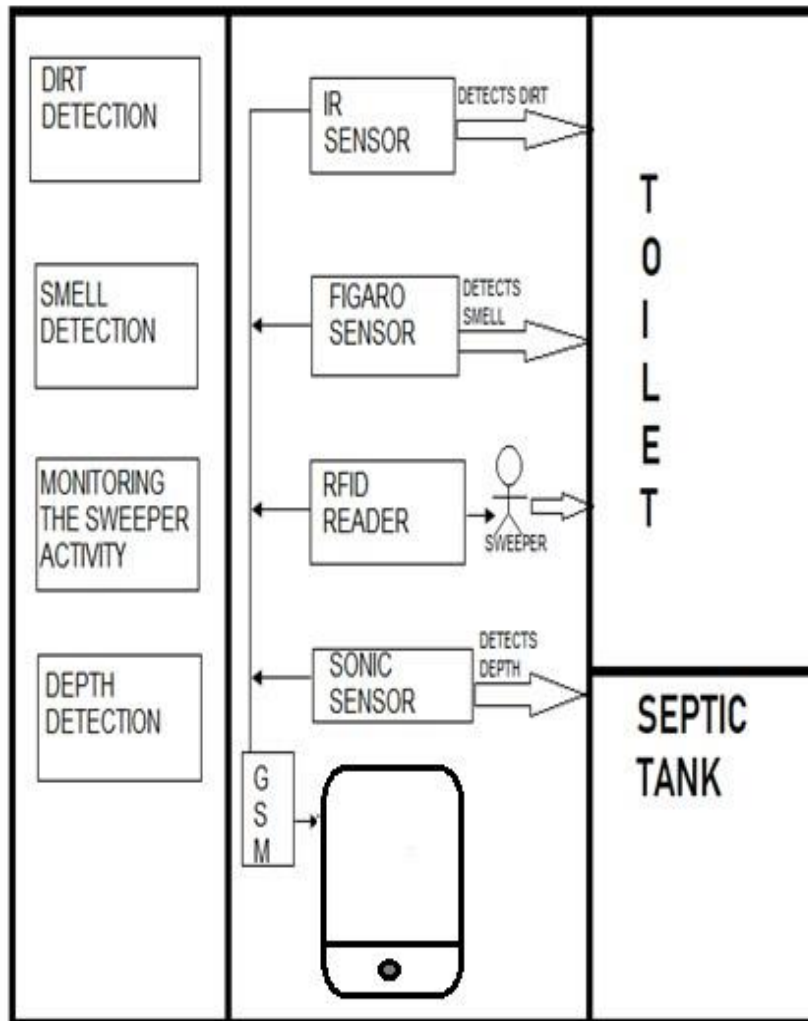 DIRT
DETECTION
IR
SENSOR
DETECTS DIRT
SMELL
DETECTION
FIGARO
SENSOR
DETECTS
SMELL
MONITORING
THE SWEEPER
ACTIVITY
RFID
READER
SWEEPER
DEPTH
DETECTION
SONIC
SENSOR
DETECTS
DEPTH
G
S
M
T
O
I
L
E
T
SEPTIC
TANK